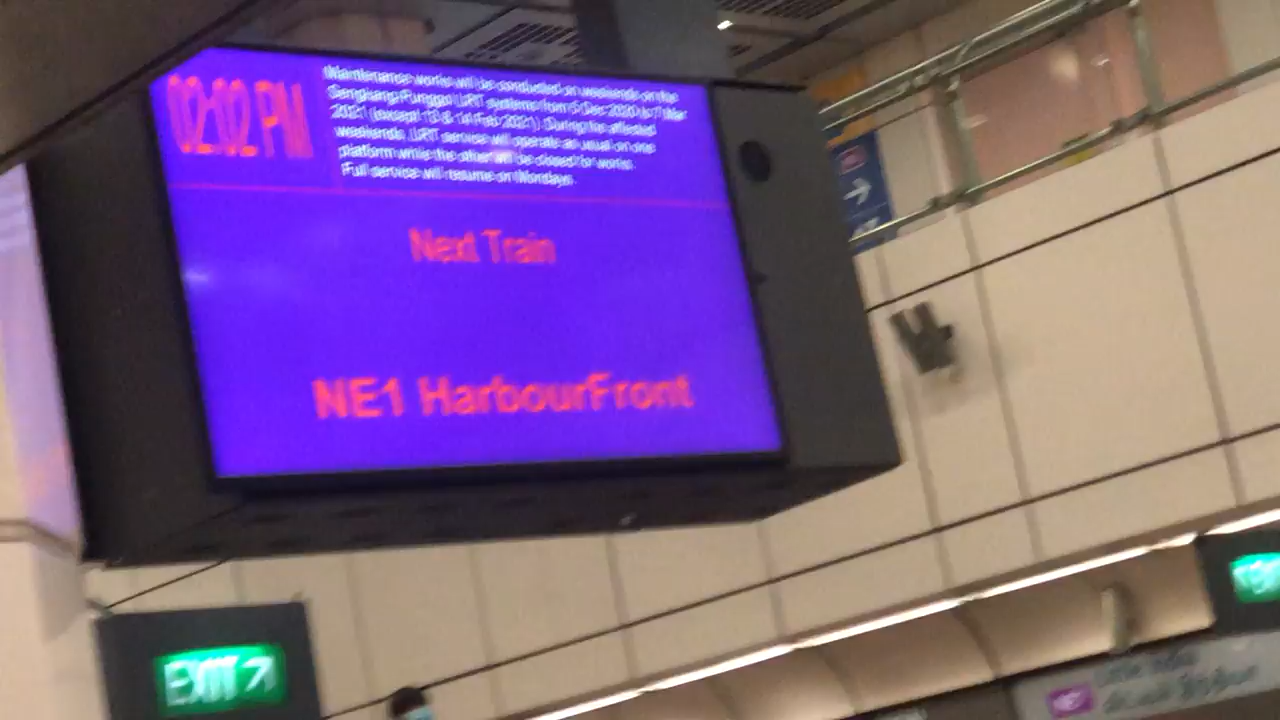 02:02 PM
Maintenance works will be conducted on weekends on the
Sengkang-Punggol LRT systems from 5 Dec 2020 to 7 Mar
2021 (except 13 & 14 Feb 2021). During the affected
weekends, LRT service will operate as usual on one
platform while the other will be closed for works.
Full service will resume on Mondays.
Next Train
NE1 HarbourFront
EXIT